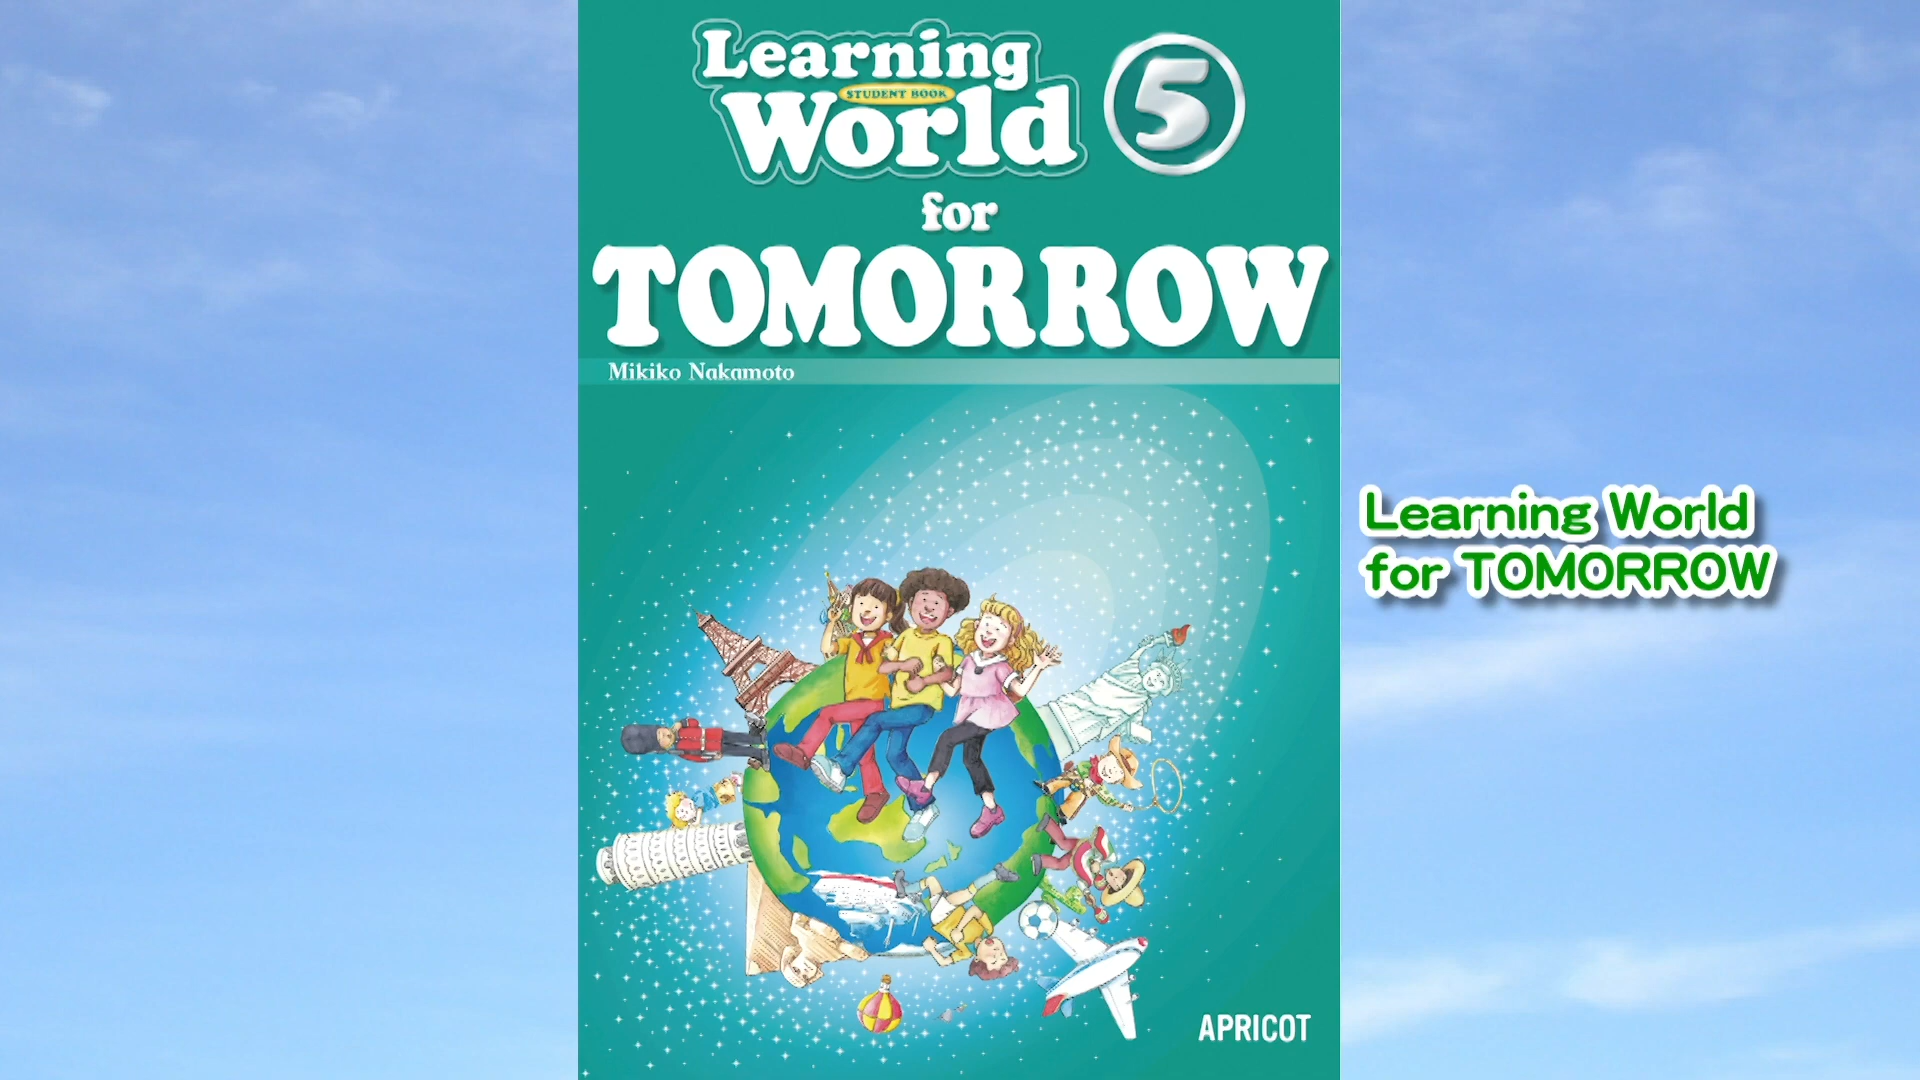 Learning
STUDENT BOOK
World
5
for
TOMORROW
Mikiko Nakamoto
APRICOT
Learning World
for TOMORROW